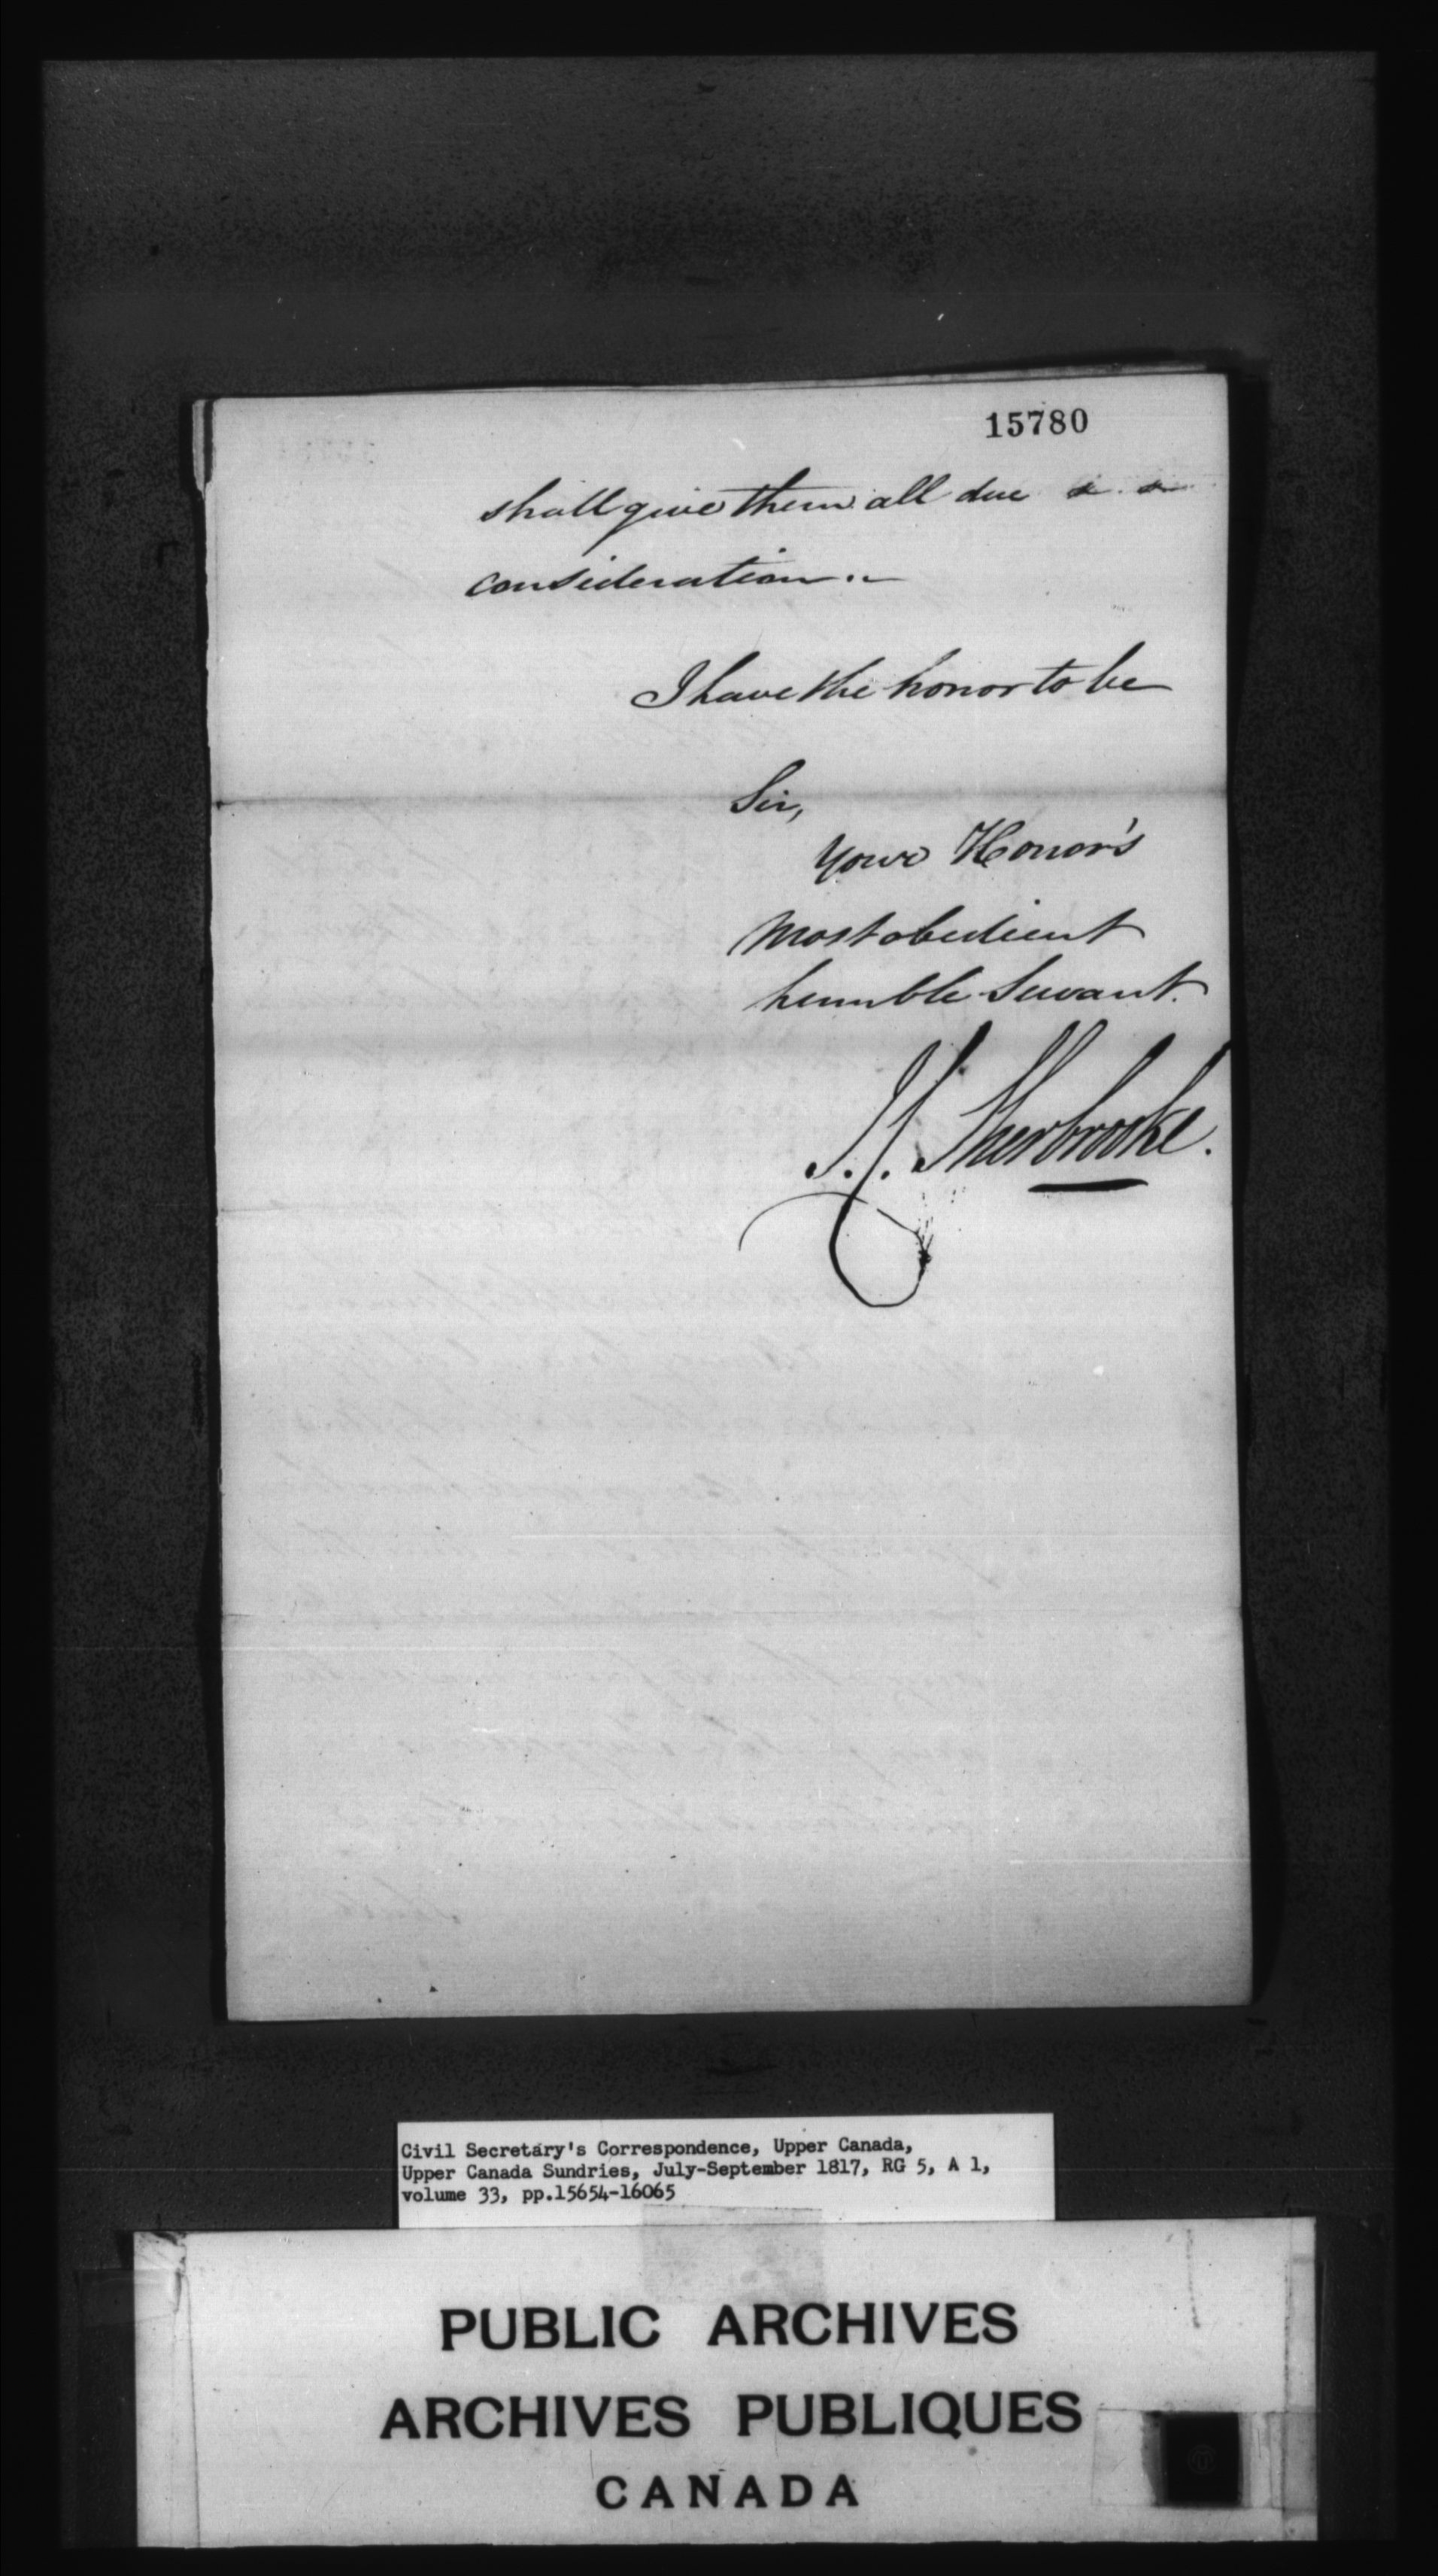 15780
shall give them all due
consideration.
I have the honor to be
Sir,
Your Honor's
most obedient
humble Servant.
J. C. Sherbrooke.
Civil Secretary's Correspondence, Upper Canada,
Upper Canada Sundries, July-September 1817, RG 5, A 1,
volume 33, pp.15654-16065
PUBLIC ARCHIVES
ARCHIVES PUBLIQUES
CANADA